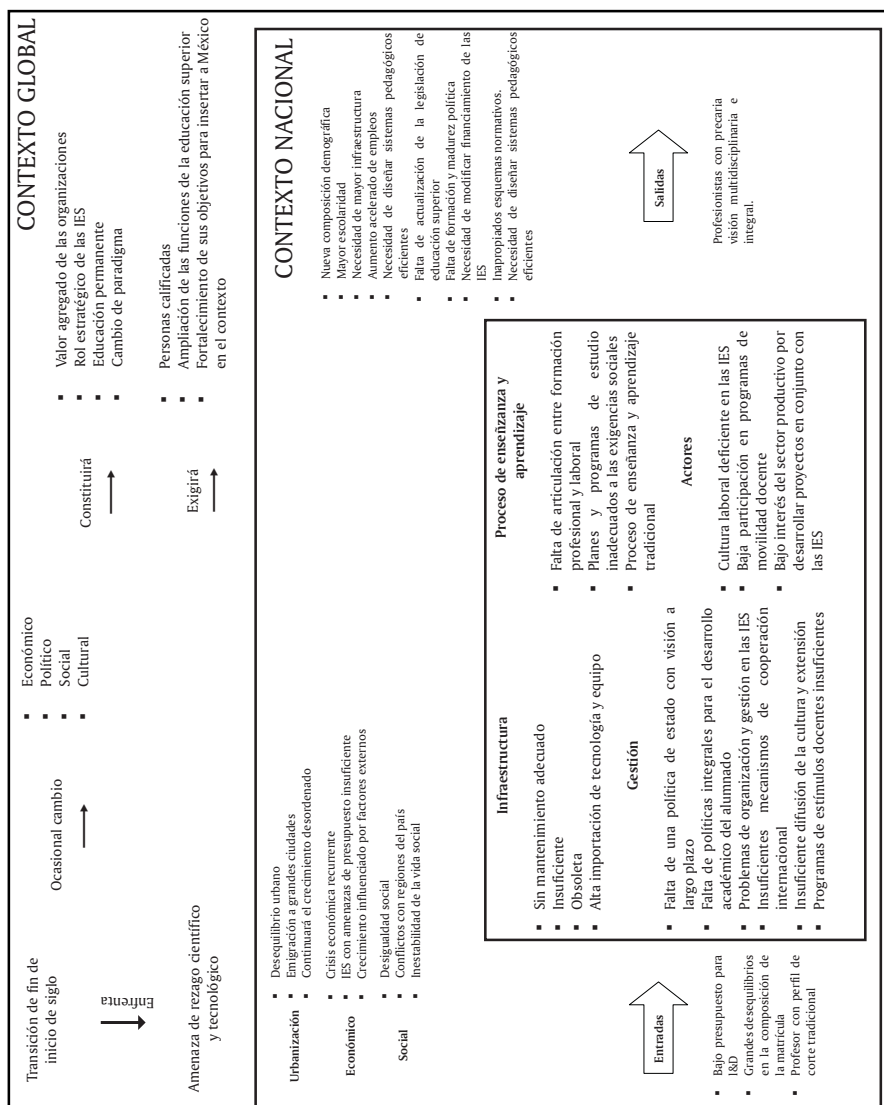 CONTEXTO GLOBAL
Transición de fin de
inicio de siglo
Enfrenta
Amenaza de rezago científico
y tecnológico
Ocasional cambio
▪ Económico
▪ Político
▪ Social
▪ Cultural
Constituirá
▪ Valor agregado de las organizaciones
▪ Rol estratégico de las IES
▪ Educación permanente
▪ Cambio de paradigma
Exigirá
▪ Personas calificadas
▪ Ampliación de las funciones de la educación superior
▪ Fortalecimiento de sus objetivos para insertar a México
en el contexto
CONTEXTO NACIONAL
Urbanización
▪ Desequilibrio urbano
▪ Emigración a grandes ciudades
▪ Continuará el crecimiento desordenado
Económico
▪ Crisis económica recurrente
▪ IES con amenazas de presupuesto insuficiente
▪ Crecimiento influenciado por factores externos
Social
▪ Desigualdad social
▪ Conflictos con regiones del país
▪ Inestabilidad de la vida social
▪ Nueva composición demográfica
▪ Mayor escolaridad
▪ Necesidad de mayor infraestructura
▪ Aumento acelerado de empleos
▪ Necesidad de diseñar sistemas pedagógicos
eficientes
▪ Falta de actualización de la legislación de
educación superior
▪ Falta de formación y madurez política
▪ Necesidad de modificar financiamiento de las
IES
▪ Inapropiados esquemas normativos.
▪ Necesidad de diseñar sistemas pedagógicos
eficientes
Entradas
▪ Bajo presupuesto para
I&D
▪ Grandes desequilibrios
en la composición de
la matrícula
▪ Profesor con perfil de
corte tradicional
Infraestructura
▪ Sin mantenimiento adecuado
▪ Insuficiente
▪ Obsoleta
▪ Alta importación de tecnología y equipo
Gestión
▪ Falta de una política de estado con visión a
largo plazo
▪ Falta de políticas integrales para el desarrollo
académico del alumnado
▪ Problemas de organización y gestión en las IES
▪ Insuficientes mecanismos de cooperación
internacional
▪ Insuficiente difusión de la cultura y extensión
▪ Programas de estímulos docentes insuficientes
Proceso de enseñzanza y
aprendizaje
▪ Falta de articulación entre formación
profesional y laboral
▪ Planes y programas de estudio
inadecuados a las exigencias sociales
▪ Proceso de enseñanza y aprendizaje
tradicional
Actores
▪ Cultura laboral deficiente en las IES
▪ Baja participación en programas de
movilidad docente
▪ Bajo interés del sector productivo por
desarrollar proyectos en conjunto con
las IES
Salidas
Profesionistas con precaria
visión multidisciplinaria e
integral.